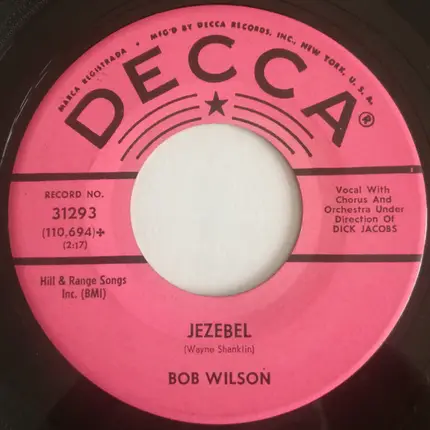 MARCA REGISTRADA • MFG'D BY DECCA RECORDS, INC., NEW YORK, U. S. A.
DECCA®
RECORD NO.
31293
(110,694)✢
(2:17)
Vocal With
Chorus And
Orchestra Under
Direction Of
DICK JACOBS
Hill & Range Songs
Inc. (BMI)
JEZEBEL
(Wayne Shanklin)
BOB WILSON